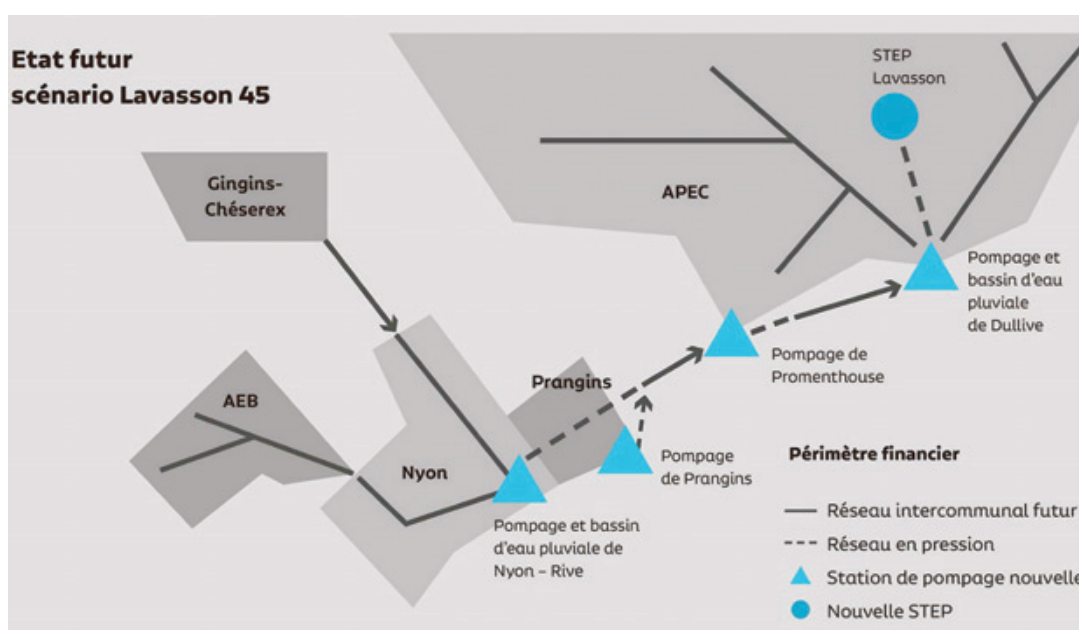 Etat futur
scénario Lavasson 45
STEP
Lavasson
Gingins-
Chéserex
APEC
Pompage et
bassin d'eau
pluviale
de Dullive
Pompage de
Promenthouse
Prangins
AEB
Nyon
Pompage
de Prangins
Pompage et bassin
d'eau pluviale de
Nyon – Rive
Périmètre financier
Réseau intercommunal futur
Réseau en pression
Station de pompage nouvelle
Nouvelle STEP